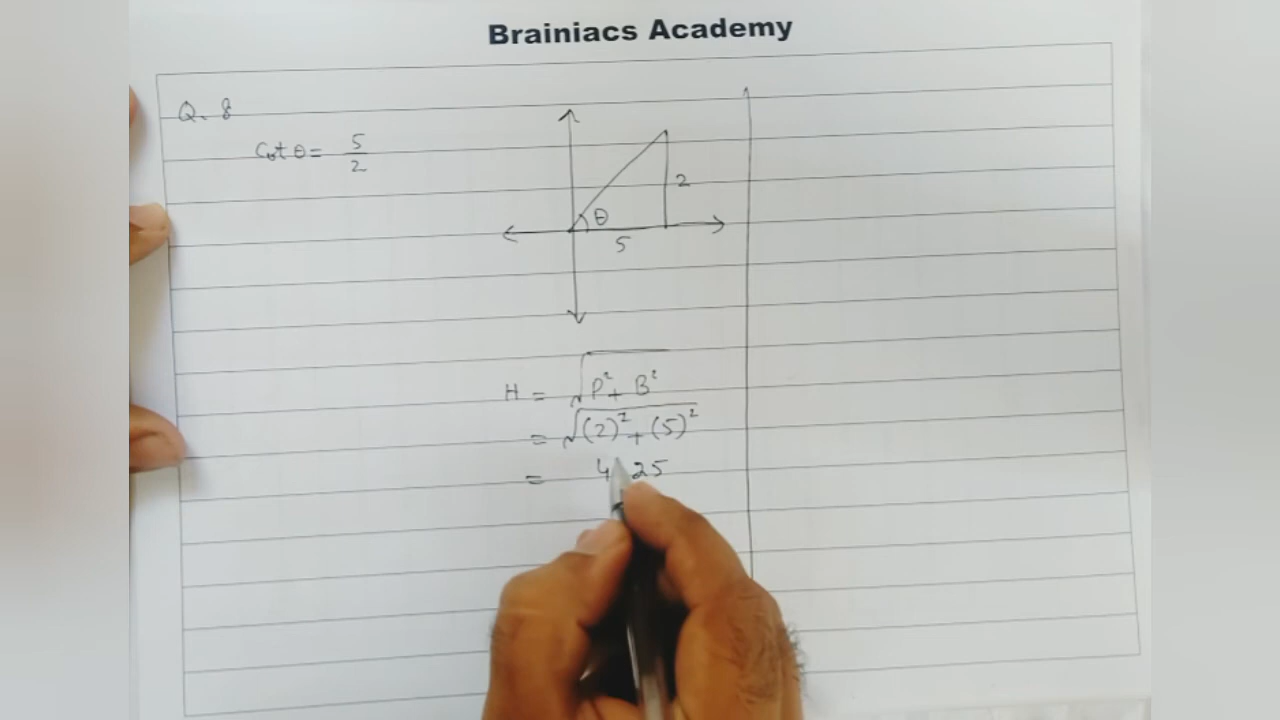 Brainiacs Academy
Q. 8
Cot θ = 5/2
2
θ
5
H = √P² + B²
= √(2)² + (5)²
= 4 25